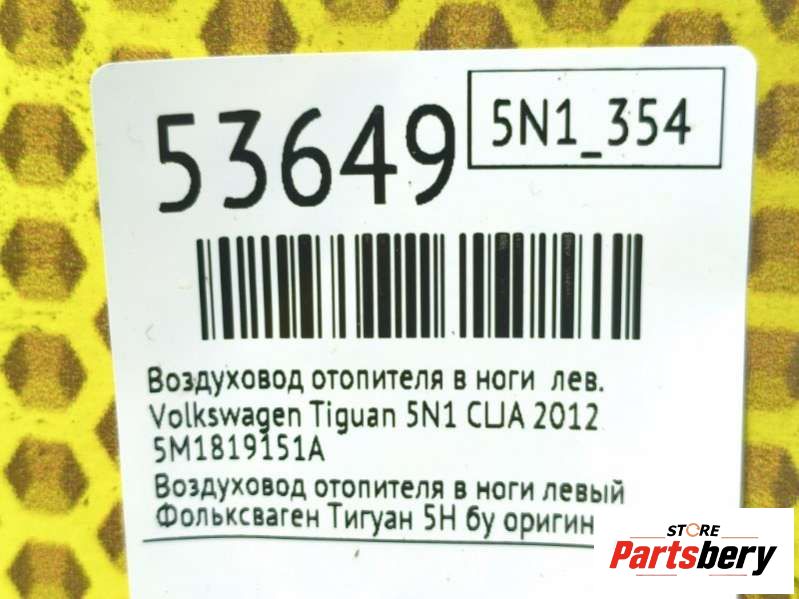 53649
5N1_354
Воздуховод отопителя в ноги лев.
Volkswagen Tiguan 5N1 CLJA 2012
5M1819151A
Воздуховод отопителя в ноги левый
Фольксваген Тигуан 5Н бу оригин
STORE
Partsbery